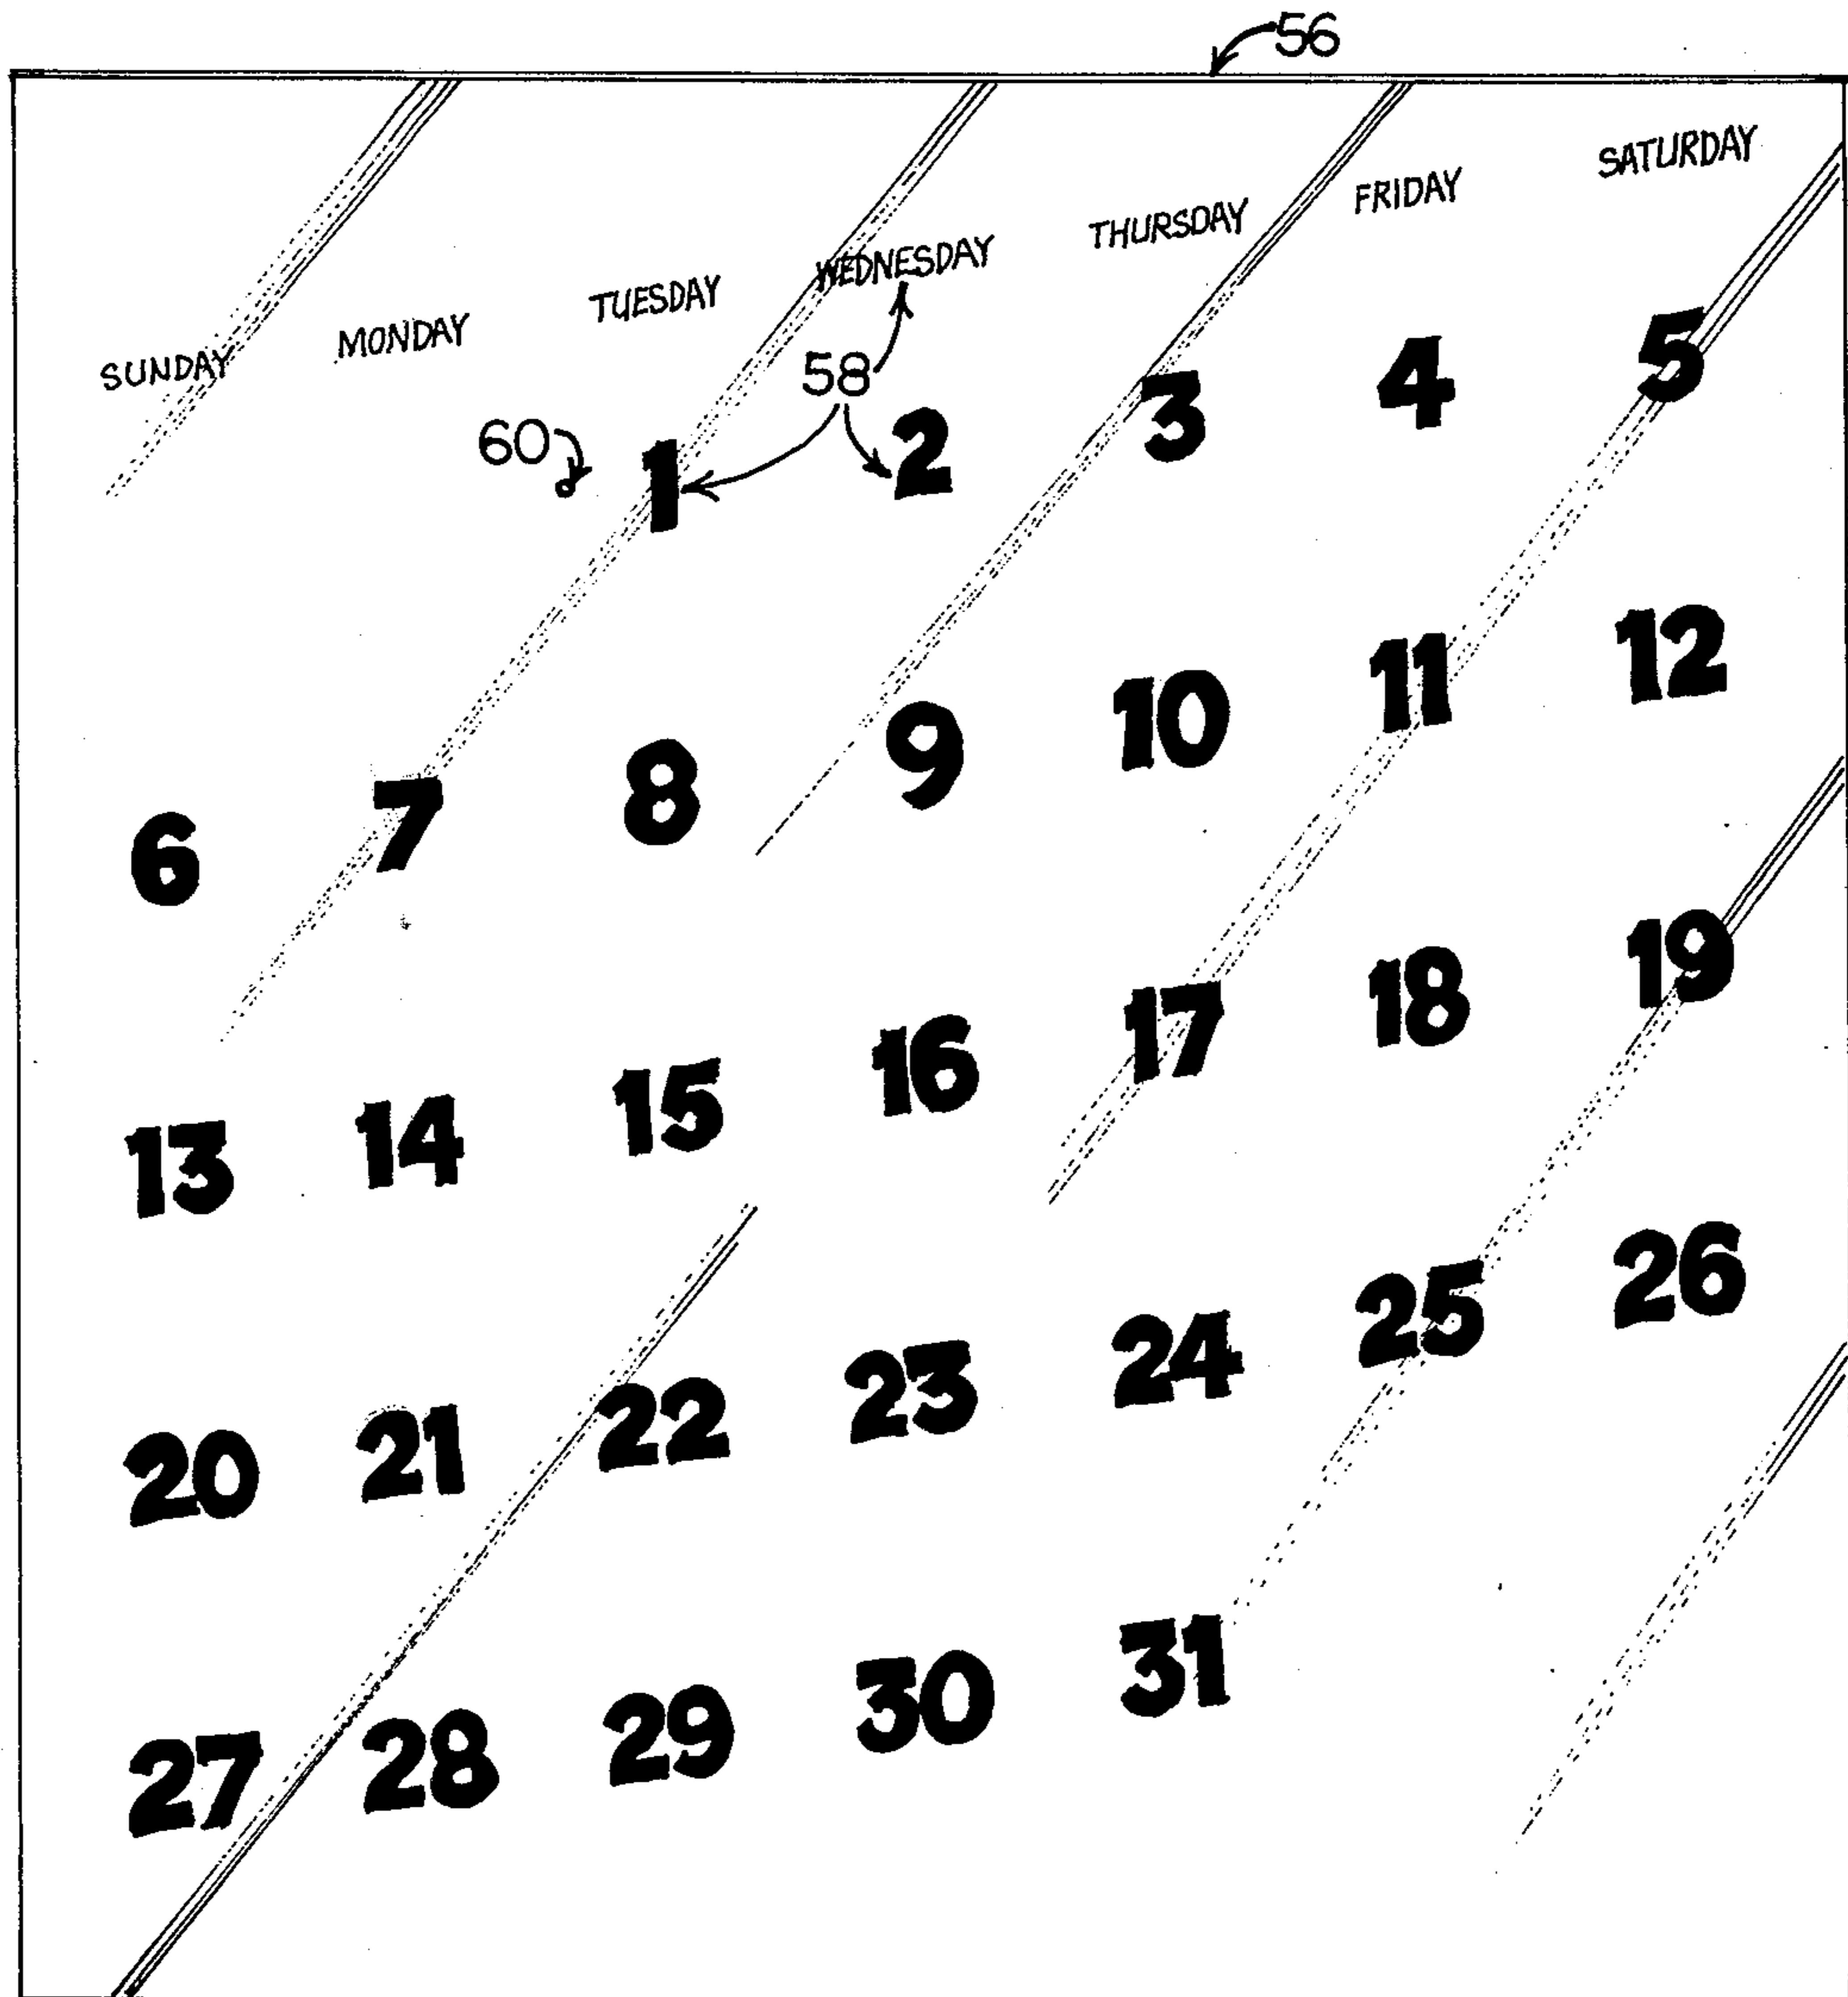 56
SUNDAY MONDAY TUESDAY WEDNESDAY THURSDAY FRIDAY SATURDAY
58
60
1 2 3 4 5
6 7 8 9 10 11 12
13 14 15 16 17 18 19
20 21 22 23 24 25 26
27 28 29 30 31